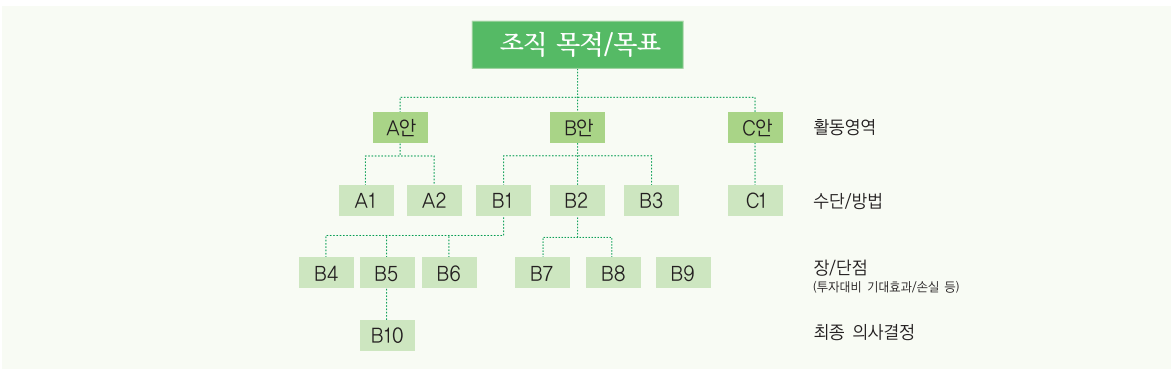 조직 목적/목표
A안 B안 C안 활동영역
A1 A2 B1 B2 B3 C1 수단/방법
B4 B5 B6 B7 B8 B9 장/단점
(투자대비 기대효과/손실 등)
B10 최종 의사결정